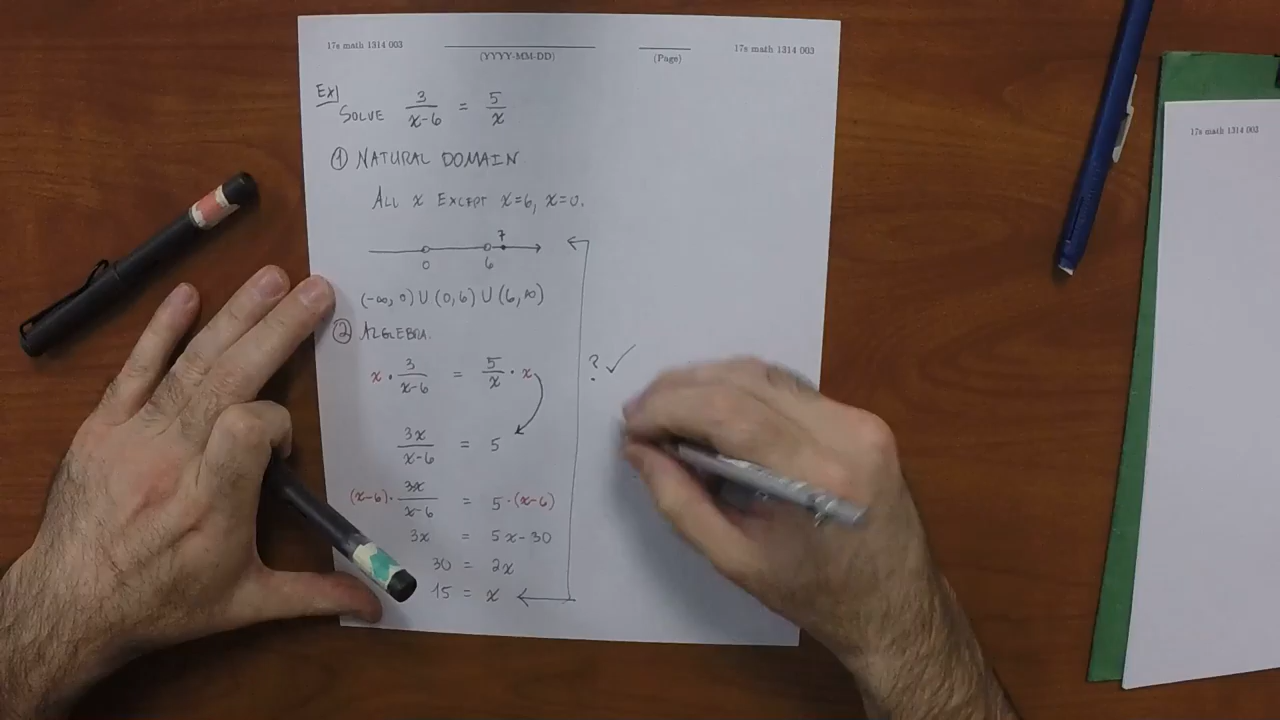 17s math 1314 003 (YYYY-MM-DD) (Page) 17s math 1314 003
Ex
SOLVE 3/(x-6) = 5/x
① NATURAL DOMAIN
ALL x EXCEPT x=6, x=0.
7
0 6
(-∞, 0) ∪ (0, 6) ∪ (6, ∞)
② ALGEBRA.
x · 3/(x-6) = 5/x · x
? ✓
3x/(x-6) = 5
(x-6) · 3x/(x-6) = 5 · (x-6)
3x = 5x-30
30 = 2x
15 = x
17s math 1314 003